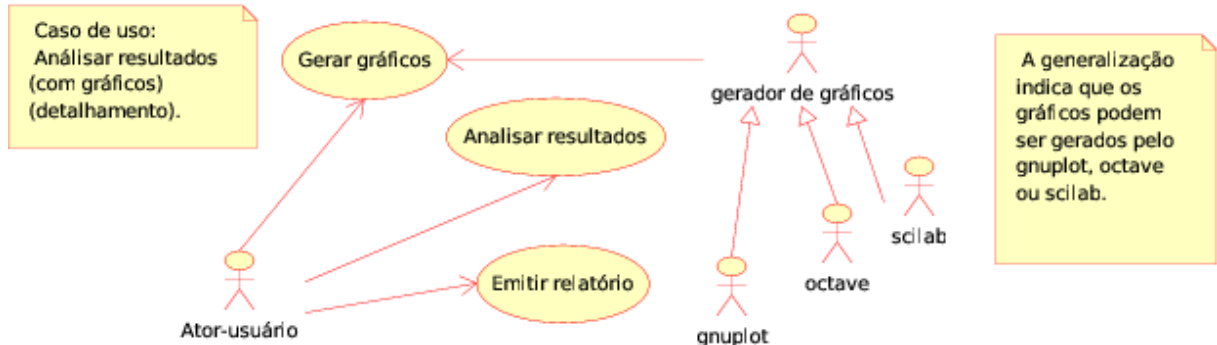 Caso de uso:
Análisar resultados
(com gráficos)
(detalhamento).
Gerar gráficos
gerador de gráficos
Analisar resultados
A generalização
indica que os
gráficos podem
ser gerados pelo
gnuplot, octave
ou scilab.
scilab
octave
Emitir relatório
Ator-usuário
gnuplot